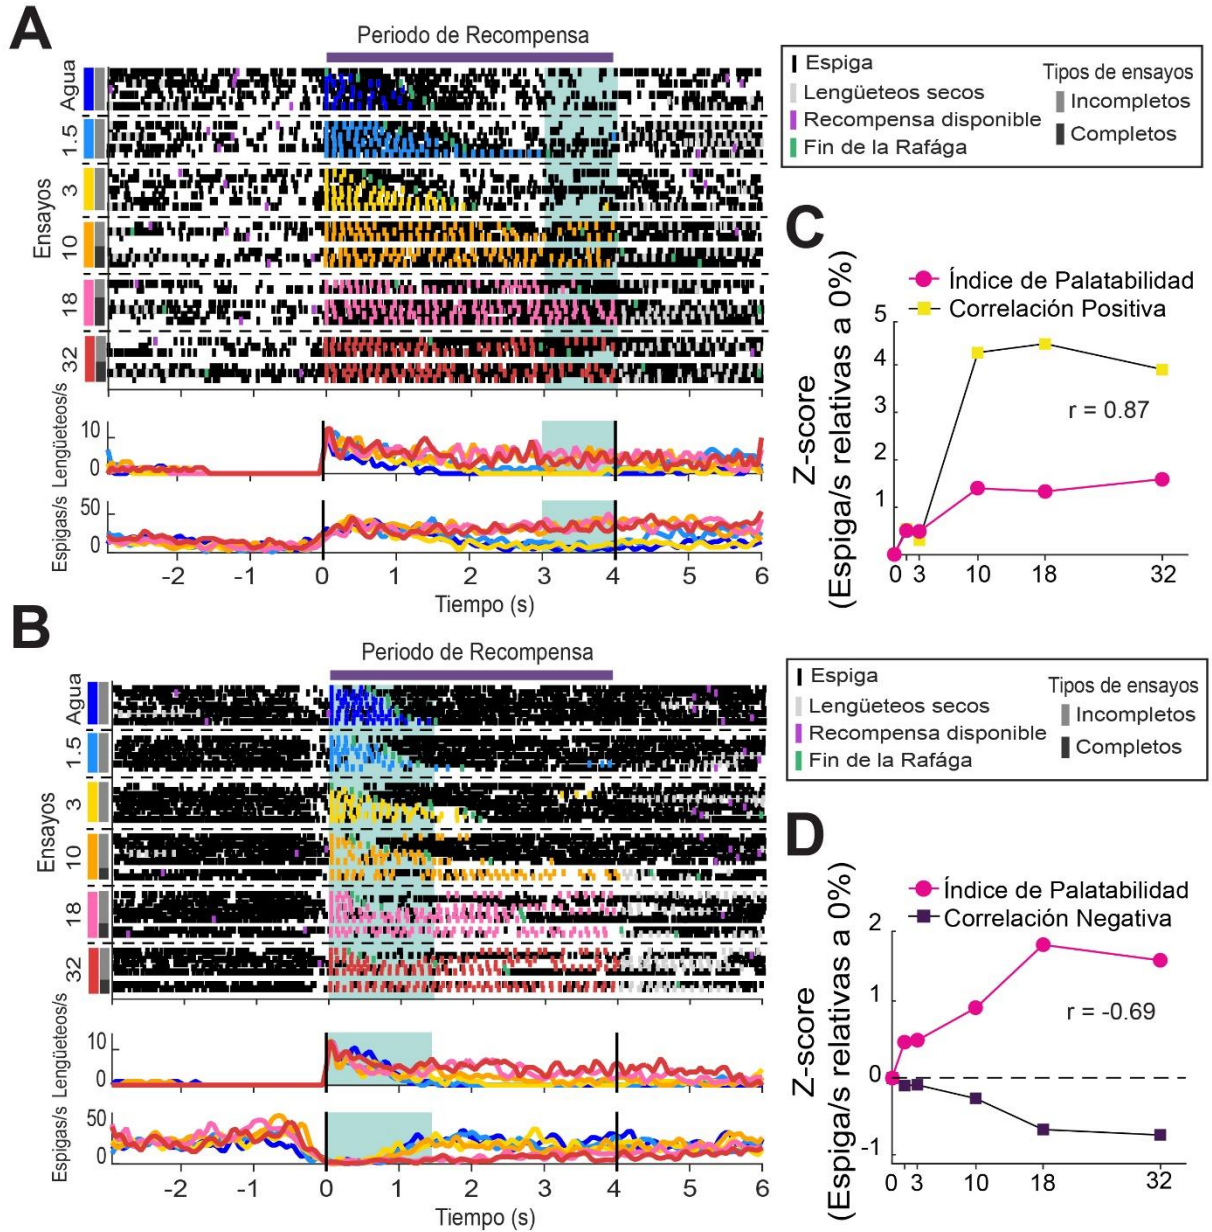 A
Periodo de Recompensa
Agua
1.5
3
10
18
32
Ensayos
Lengüeteos/s
10
0
Espigas/s
50
0
-2 -1 0 1 2 3 4 5 6
Tiempo (s)
Espiga
Lengüeteos secos
Recompensa disponible
Fin de la Rafága
Tipos de ensayos
Incompletos
Completos
C
Índice de Palatabilidad
Correlación Positiva
Z-score
(Espiga/s relativas a 0%)
5
4
3
2
1
r = 0.87
0 3 10 18 32
B
Periodo de Recompensa
Agua
1.5
3
10
18
32
Ensayos
Lengüeteos/s
10
0
Espigas/s
50
0
-2 -1 0 1 2 3 4 5 6
Tiempo (s)
Espiga
Lengüeteos secos
Recompensa disponible
Fin de la Rafága
Tipos de ensayos
Incompletos
Completos
D
Índice de Palatabilidad
Correlación Negativa
Z-score
(Espiga/s relativas a 0%)
2
1
0
-1
r = -0.69
0 3 10 18 32